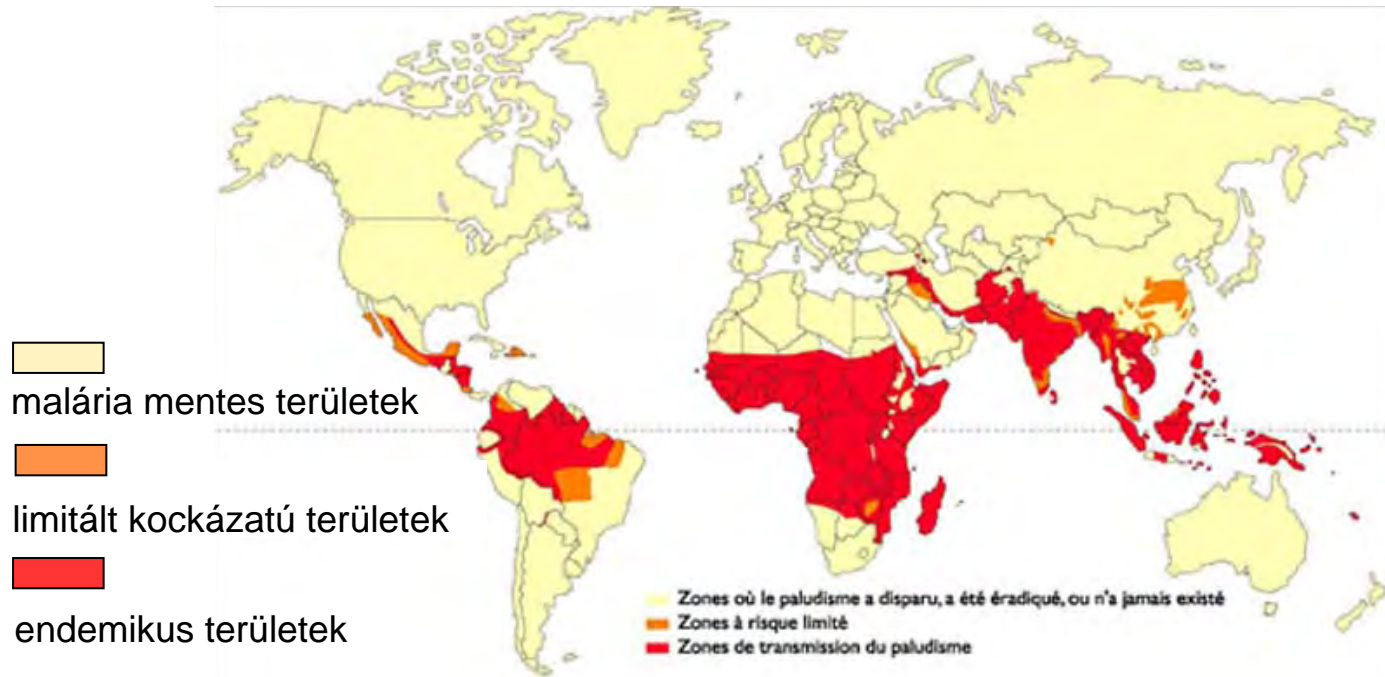 malária mentes területek
limitált kockázatú területek
endemikus területek
Zones où le paludisme a disparu, a été éradiqué, ou n'a jamais existé
Zones à risque limité
Zones de transmission du paludisme